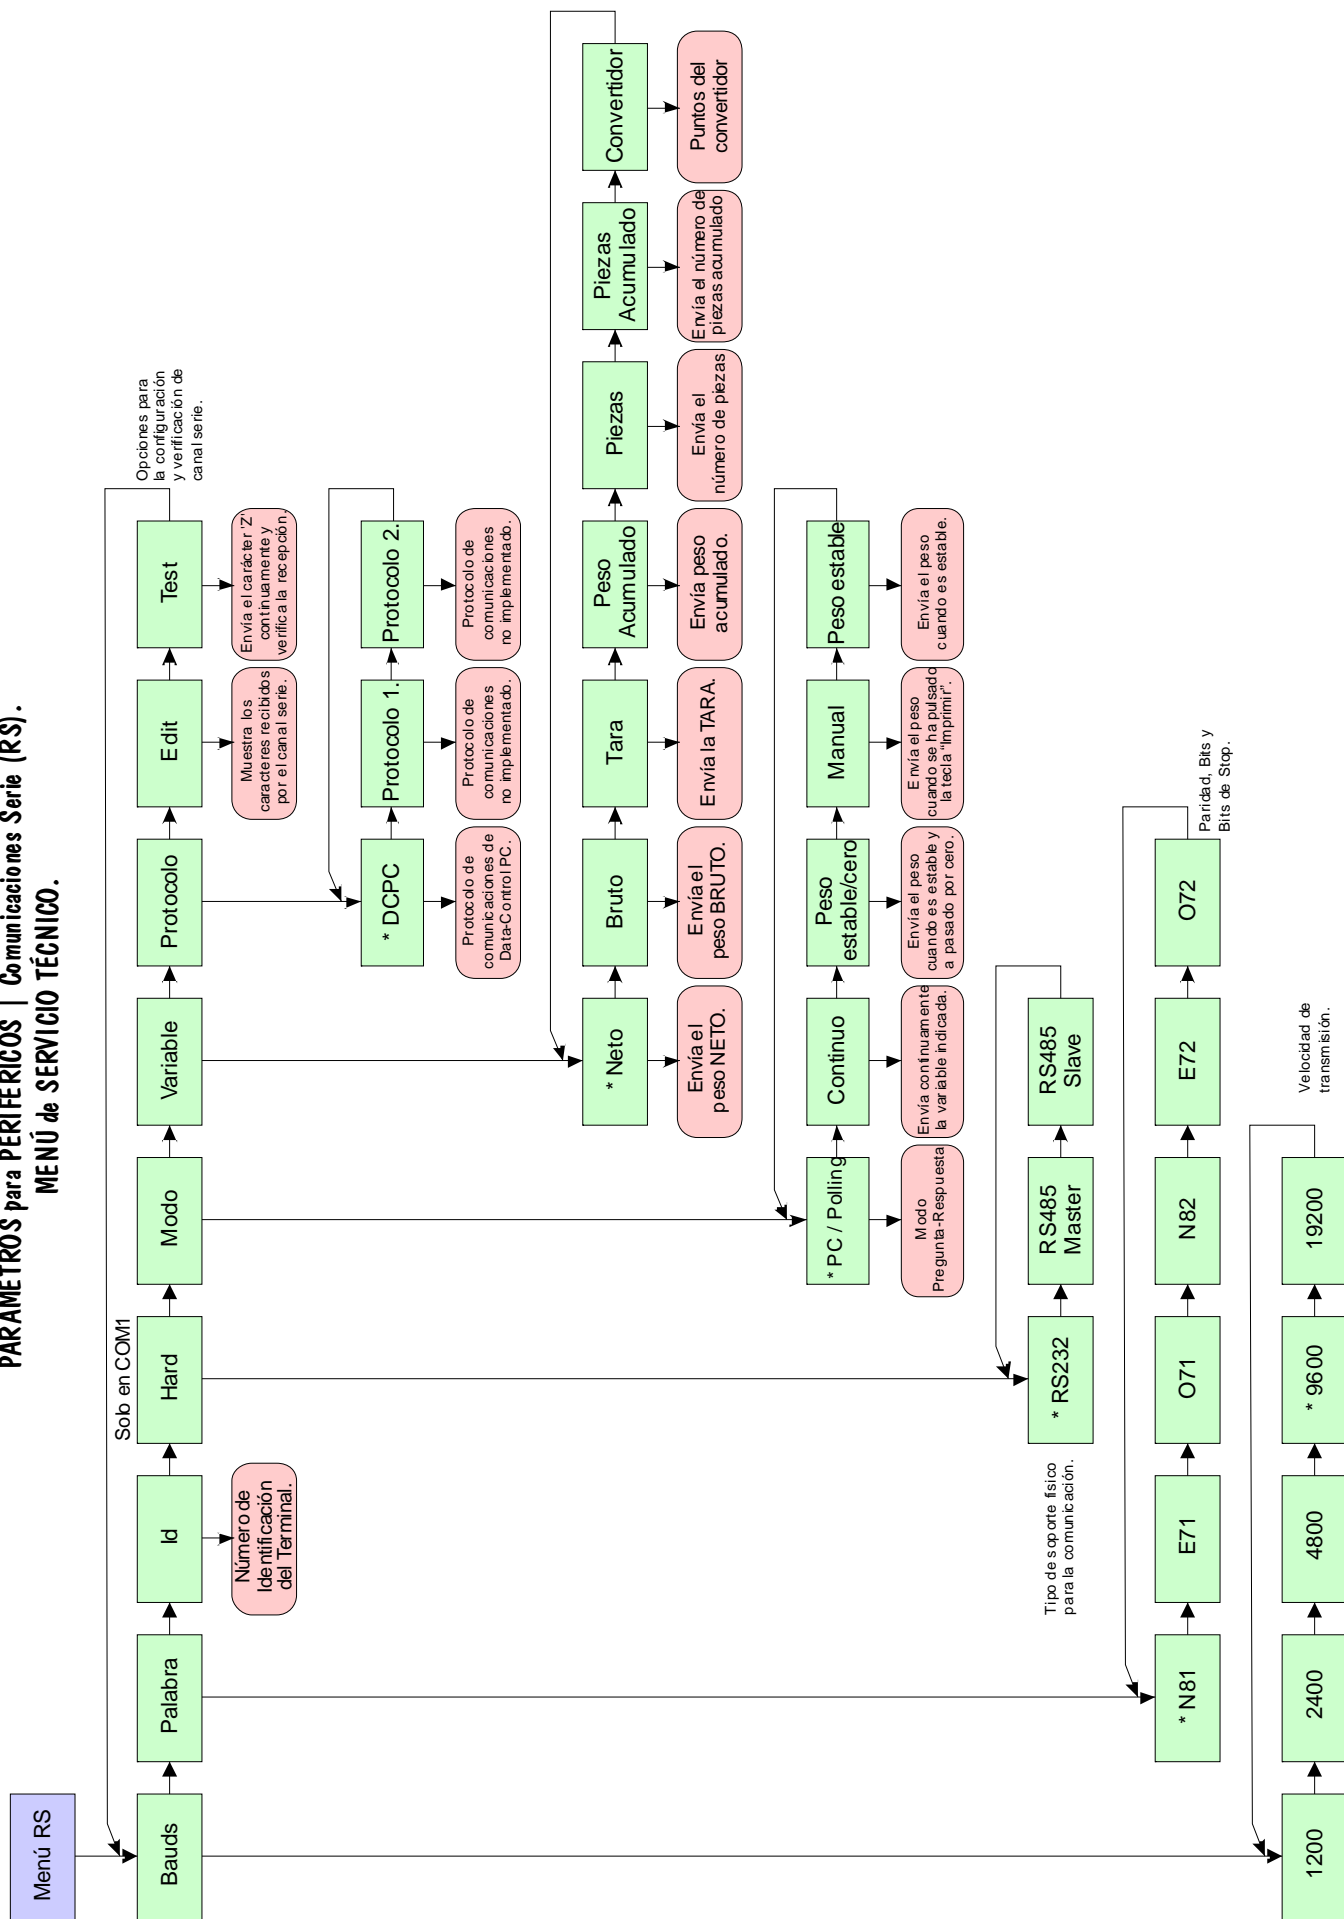 PARÁMETROS para PERIFÉRICOS | Comunicaciones Serie (RS).
MENÚ de SERVICIO TÉCNICO.
Menú RS
Bauds
Palabra
Id
Solo en COM1
Hard
Modo
Variable
Protocolo
Edit
Test
Opciones para
la configuración
y verificación de
canal serie.
Número de
Identificación
del Terminal.
Muestra los
caracteres recibidos
por el canal serie.
Envía el carácter 'Z'
continuamente y
verifica la recepción.
* DCPC
Protocolo 1.
Protocolo 2.
Protocolo de
comunicaciones de
Data-Control PC.
Protocolo de
comunicaciones
no implementado.
Protocolo de
comunicaciones
no implementado.
* Neto
Bruto
Tara
Peso
Acumulado
Piezas
Piezas
Acumulado
Convertidor
Envía el
peso NETO.
Envía el
peso BRUTO.
Envía la TARA.
Envía peso
acumulado.
Envía el
número de piezas
Envía el número de
piezas acumulado
Puntos del
convertidor
* PC / Polling
Continuo
Peso
estable/cero
Manual
Peso estable
Modo
Pregunta-Respuesta
Envía continuamente
la variable indicada.
Envía el peso
cuando es estable y
a pasado por cero.
Envía el peso
cuando se ha pulsado
la tecla "Imprimir".
Envía el peso
cuando es estable.
* RS232
RS485
Master
RS485
Slave
Tipo de soporte físico
para la comunicación.
* N81
E71
O71
N82
E72
O72
Paridad, Bits y
Bits de Stop.
1200
2400
4800
* 9600
19200
Velocidad de
transmisión.